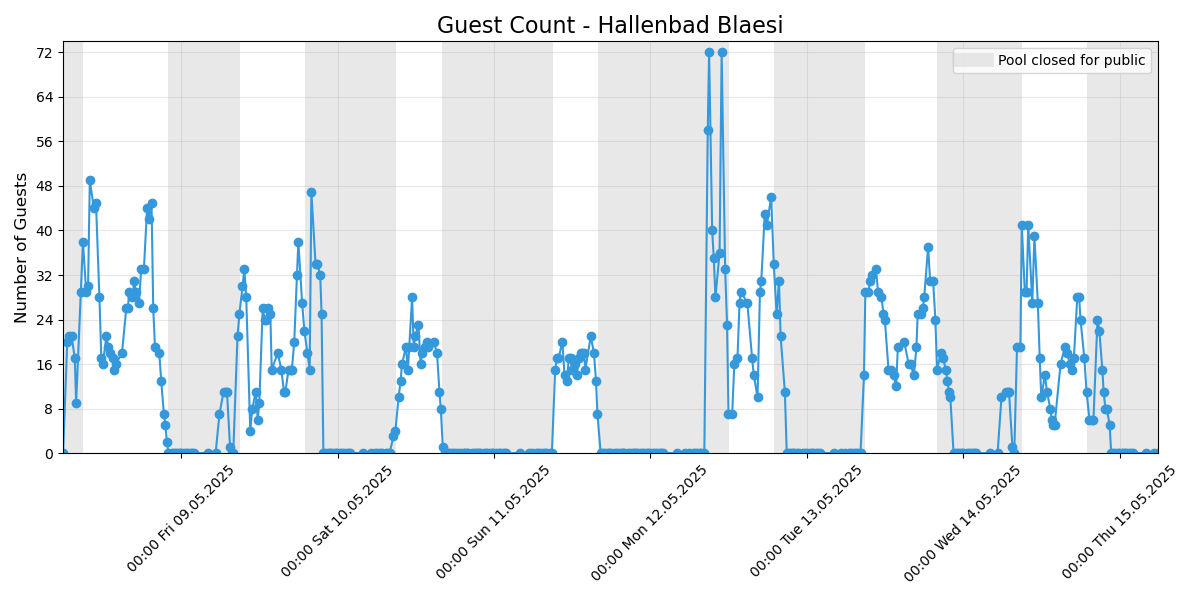 Guest Count - Hallenbad Blaesi
Pool closed for public
Number of Guests
72
64
56
48
40
32
24
16
8
0
00:00 Fri 09.05.2025
00:00 Sat 10.05.2025
00:00 Sun 11.05.2025
00:00 Mon 12.05.2025
00:00 Tue 13.05.2025
00:00 Wed 14.05.2025
00:00 Thu 15.05.2025